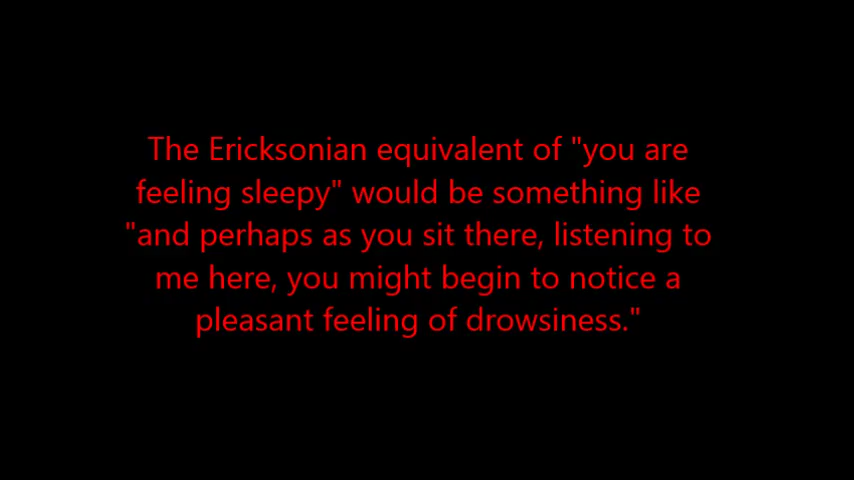 The Ericksonian equivalent of "you are
feeling sleepy" would be something like
"and perhaps as you sit there, listening to
me here, you might begin to notice a
pleasant feeling of drowsiness."